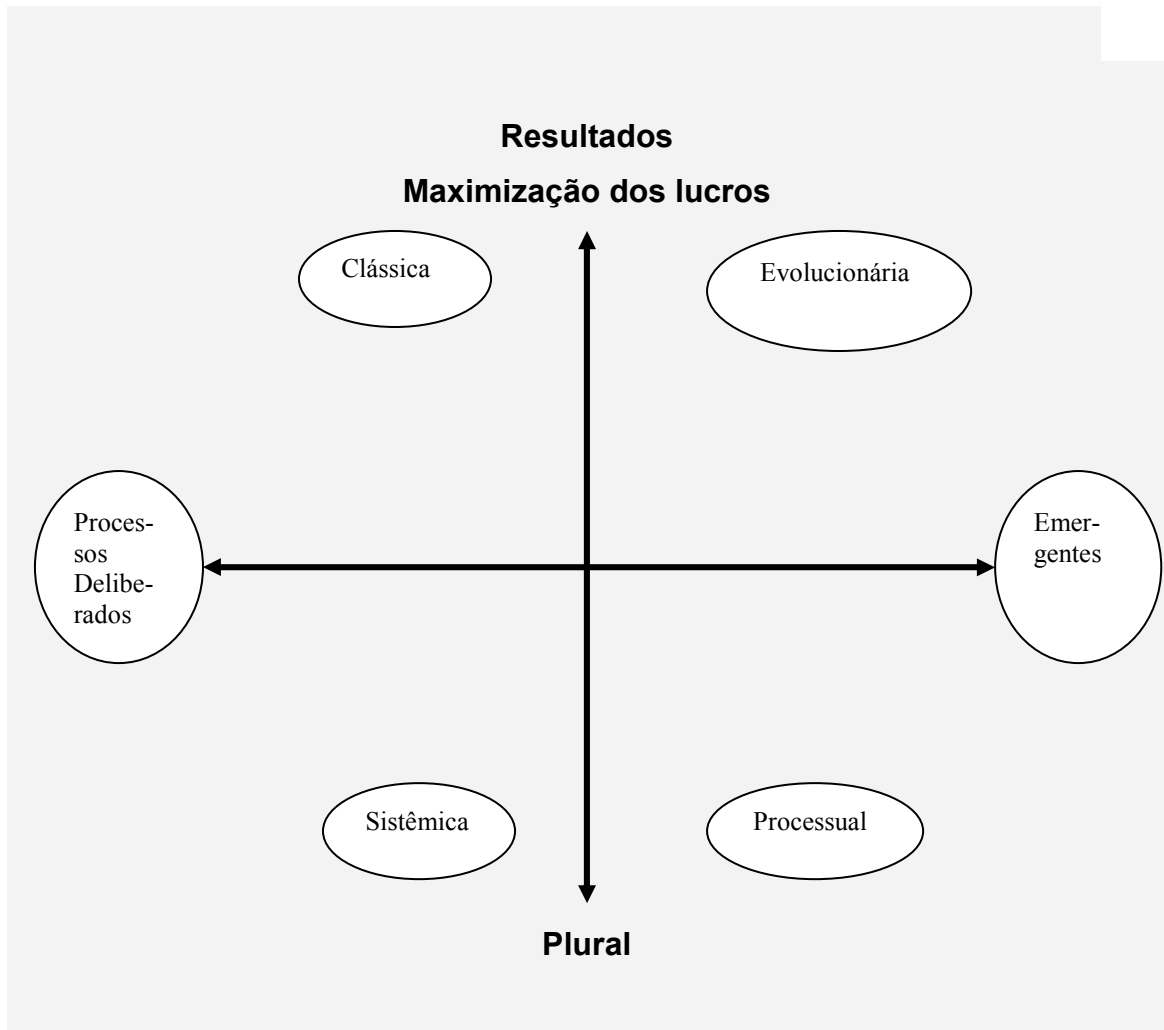 Resultados
Maximização dos lucros
Clássica
Evolucionária
Proces-
sos
Delibe-
rados
Emer-
gentes
Sistêmica
Processual
Plural